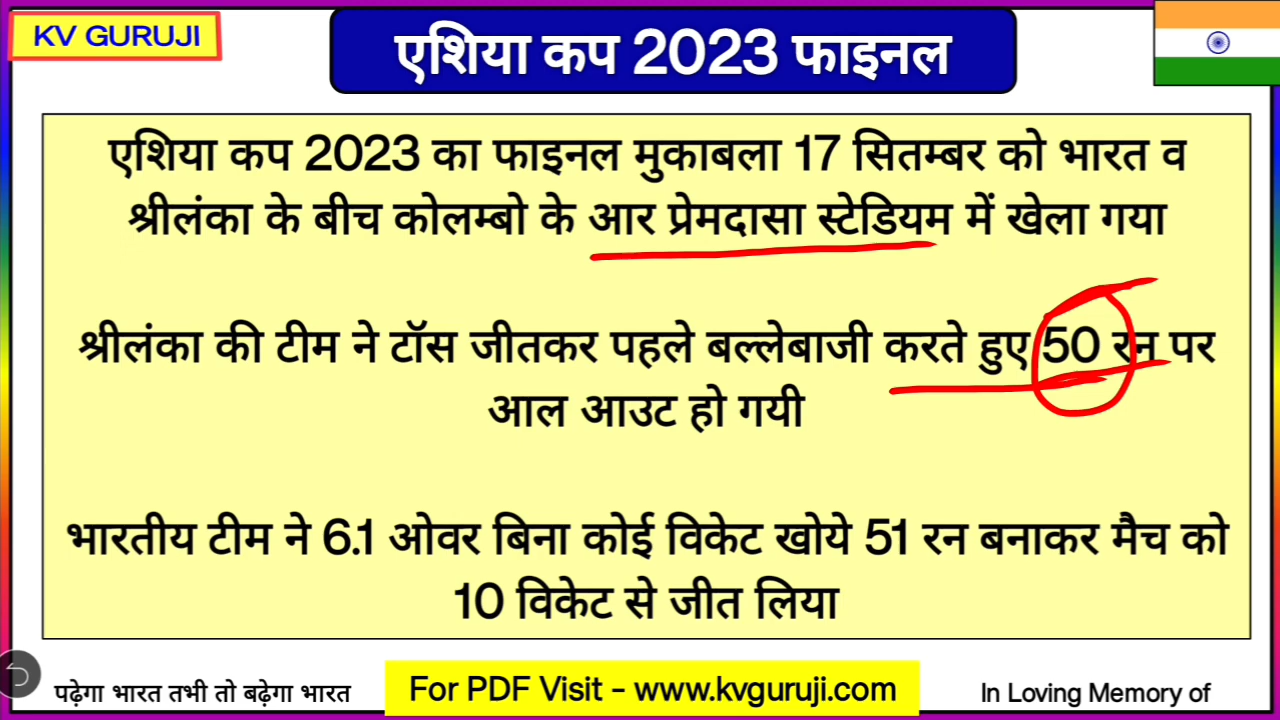 KV GURUJI
एशिया कप 2023 फाइनल
एशिया कप 2023 का फाइनल मुकाबला 17 सितम्बर को भारत व
श्रीलंका के बीच कोलम्बो के आर प्रेमदासा स्टेडियम में खेला गया
श्रीलंका की टीम ने टॉस जीतकर पहले बल्लेबाजी करते हुए 50 रन पर
आल आउट हो गयी
भारतीय टीम ने 6.1 ओवर बिना कोई विकेट खोये 51 रन बनाकर मैच को
10 विकेट से जीत लिया
पढ़ेगा भारत तभी तो बढ़ेगा भारत
For PDF Visit - www.kvguruji.com
In Loving Memory of